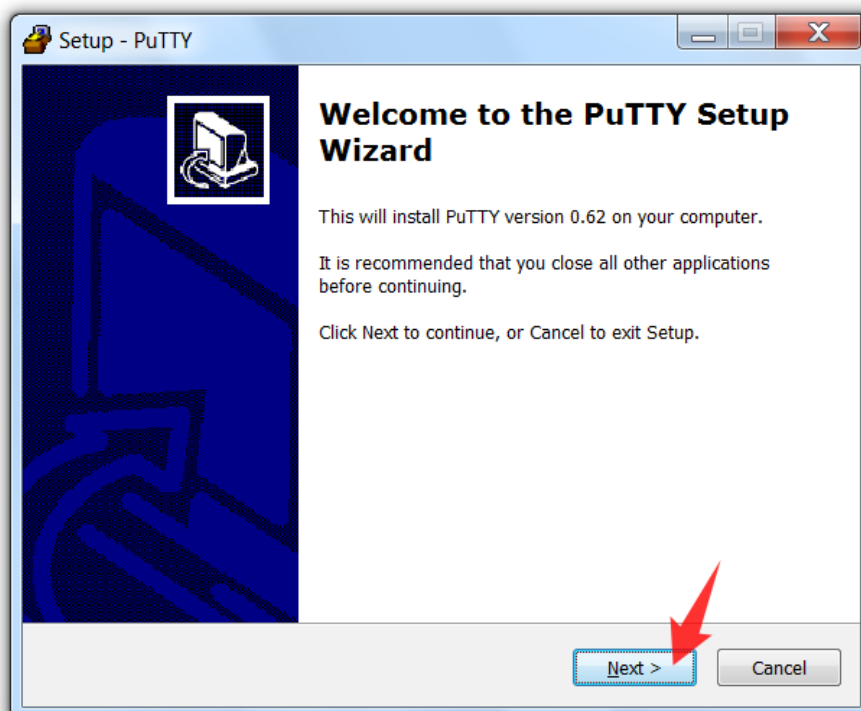 Setup - PuTTY
Welcome to the PuTTY Setup
Wizard
This will install PuTTY version 0.62 on your computer.
It is recommended that you close all other applications
before continuing.
Click Next to continue, or Cancel to exit Setup.
Next >
Cancel